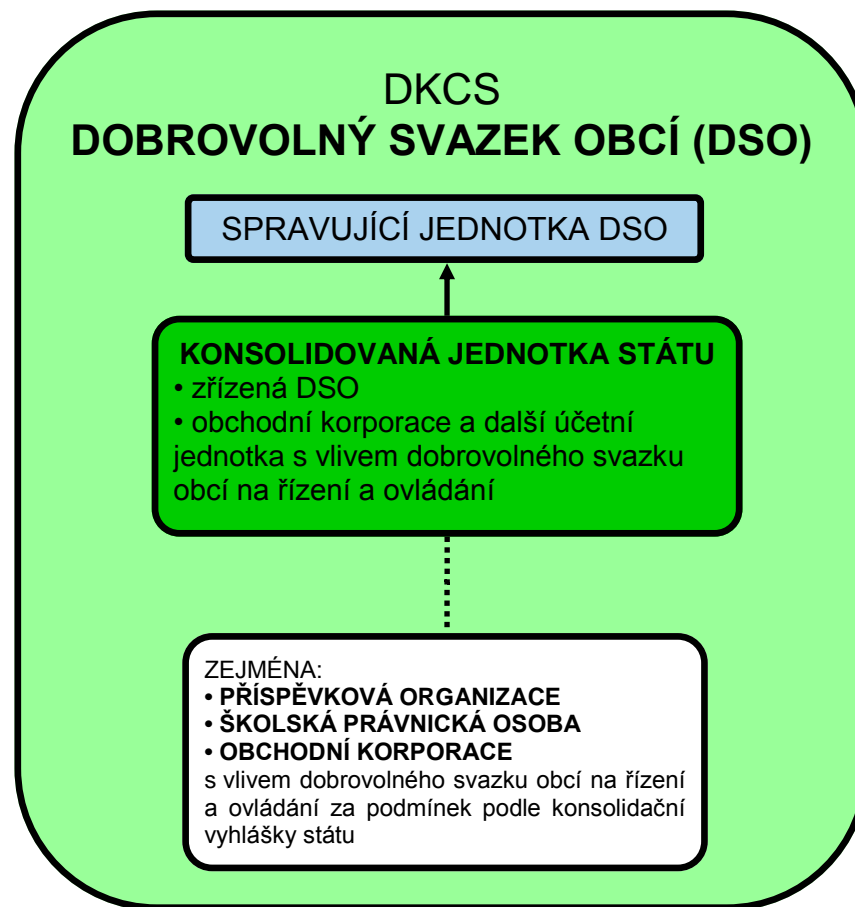 DKCS
DOBROVOLNÝ SVAZEK OBCÍ (DSO)
SPRAVUJÍCÍ JEDNOTKA DSO
KONSOLIDOVANÁ JEDNOTKA STÁTU
• zřízená DSO
• obchodní korporace a další účetní
jednotka s vlivem dobrovolného svazku
obcí na řízení a ovládání
ZEJMÉNA:
• PŘÍSPĚVKOVÁ ORGANIZACE
• ŠKOLSKÁ PRÁVNICKÁ OSOBA
• OBCHODNÍ KORPORACE
s vlivem dobrovolného svazku obcí na řízení
a ovládání za podmínek podle konsolidační
vyhlášky státu